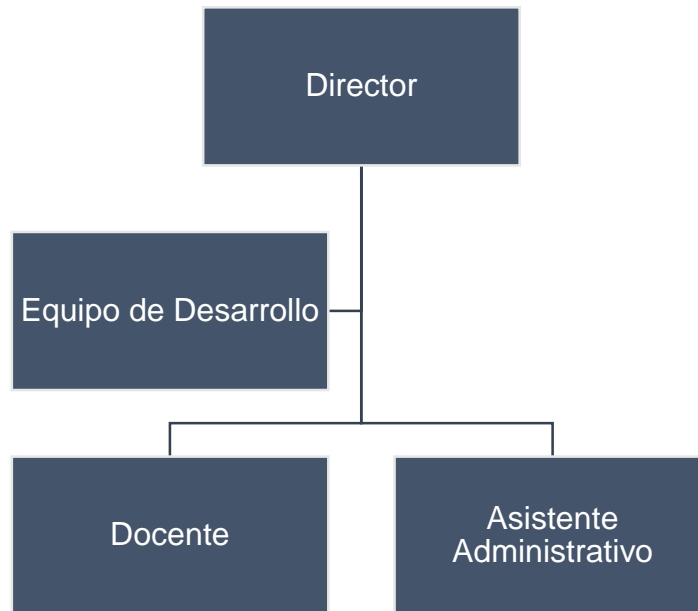 Director
Equipo de Desarrollo
Docente
Asistente
Administrativo